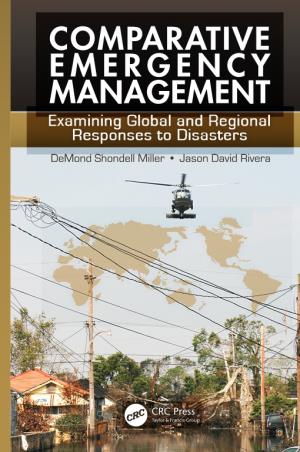 COMPARATIVE
EMERGENCY
MANAGEMENT
Examining Global and Regional
Responses to Disasters
DeMond Shondell Miller • Jason David Rivera
CRC
CRC Press
Taylor & Francis Group